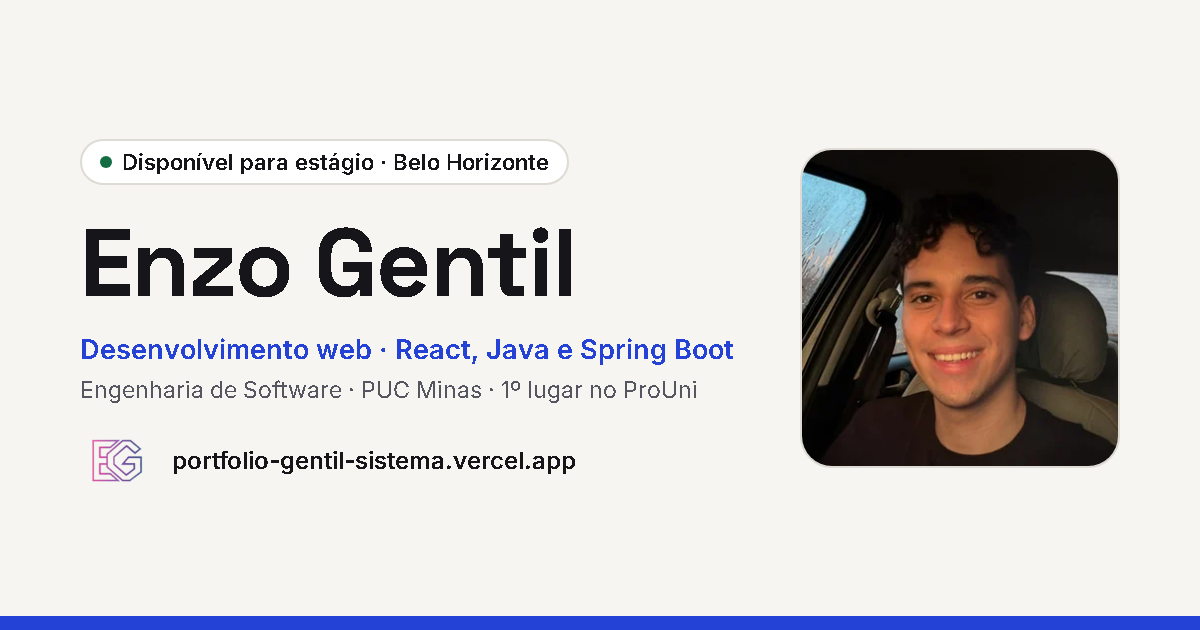 Disponível para estágio · Belo Horizonte
Enzo Gentil
Desenvolvimento web · React, Java e Spring Boot
Engenharia de Software · PUC Minas · 1º lugar no ProUni
EG
portfolio-gentil-sistema.vercel.app